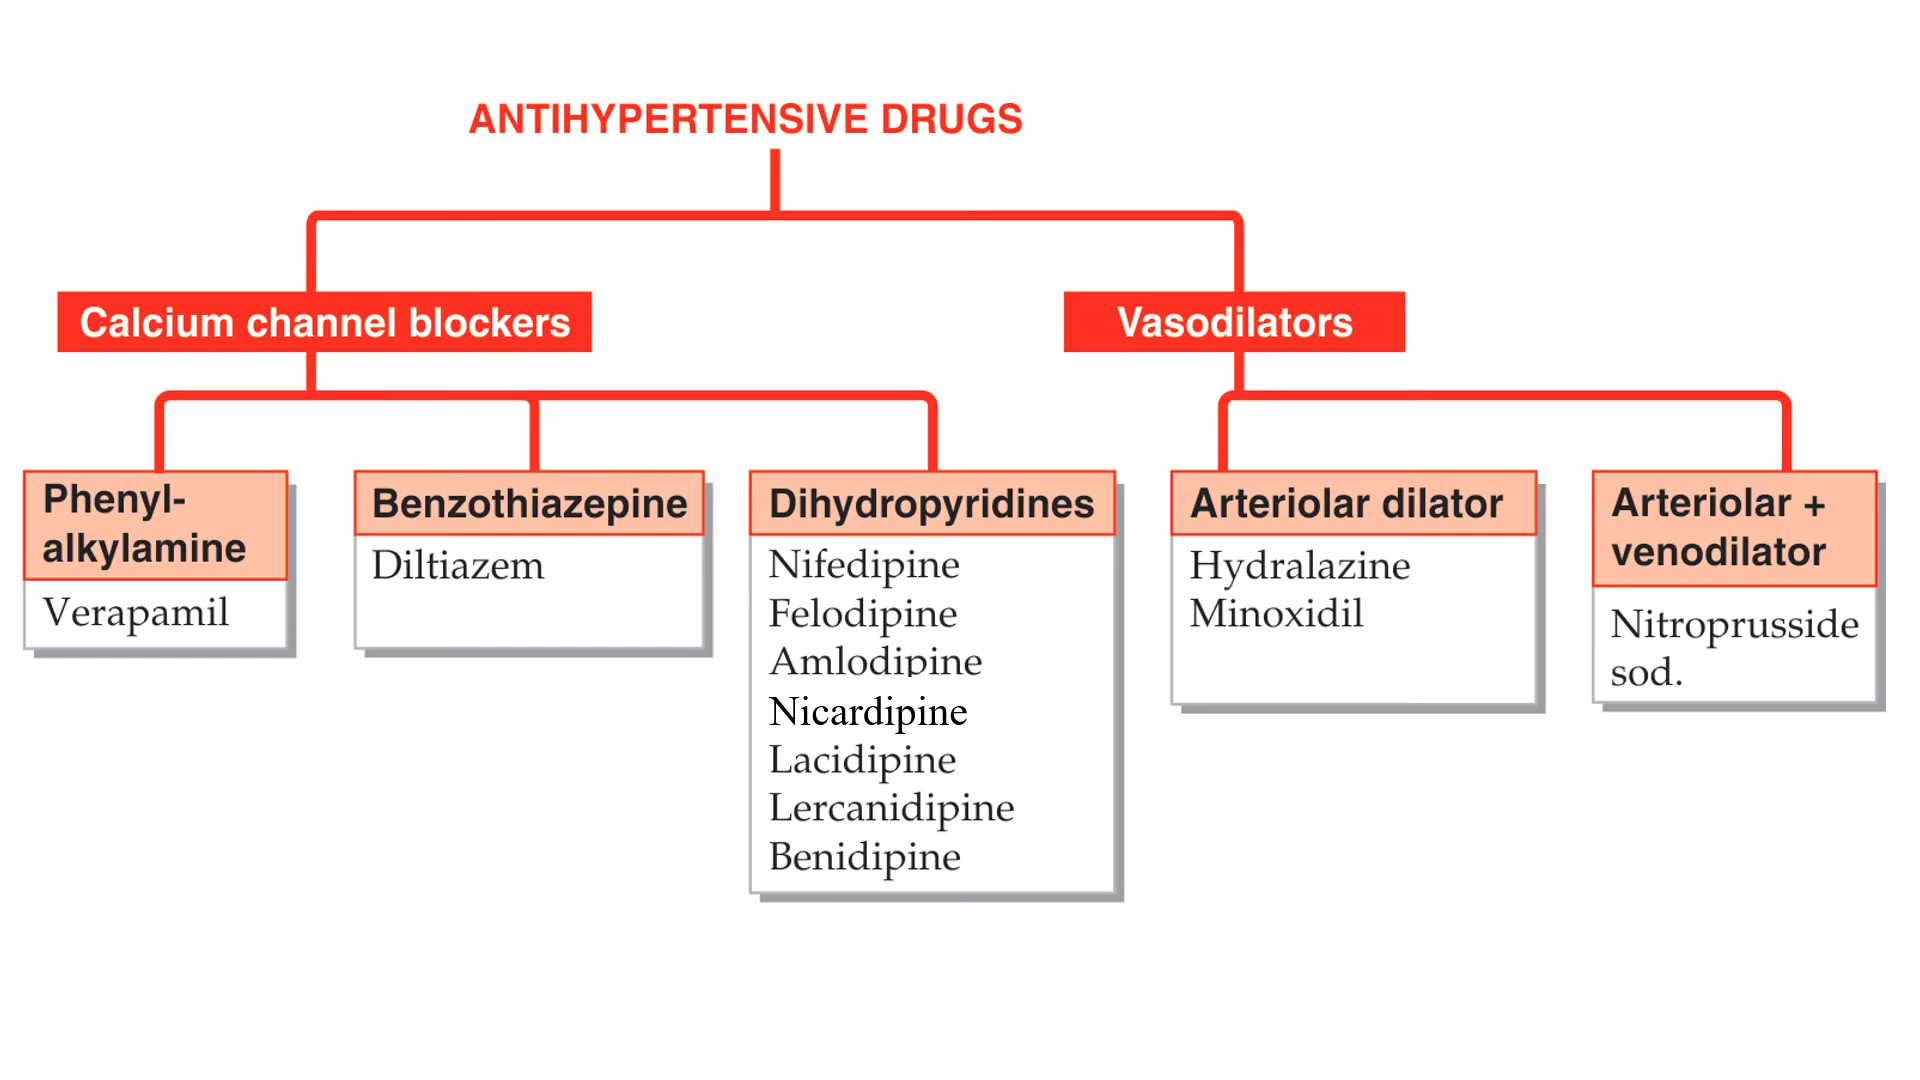 ANTIHYPERTENSIVE DRUGS
Calcium channel blockers
Vasodilators
Phenyl-
alkylamine
Verapamil
Benzothiazepine
Diltiazem
Dihydropyridines
Nifedipine
Felodipine
Amlodipine
Nicardipine
Lacidipine
Lercanidipine
Benidipine
Arteriolar dilator
Hydralazine
Minoxidil
Arteriolar +
venodilator
Nitroprusside
sod.